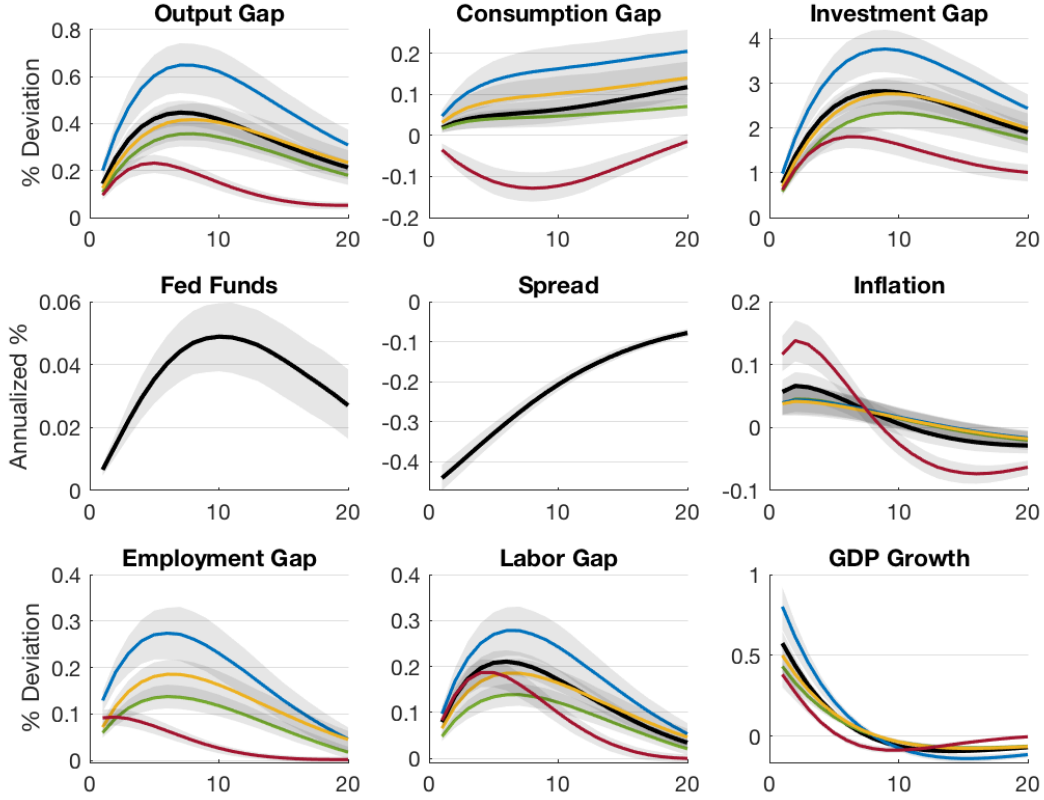 Output Gap
% Deviation
0.8
0.6
0.4
0.2
0
0 10 20
Consumption Gap
0.2
0.1
0
-0.1
-0.2
0 10 20
Investment Gap
4
3
2
1
0
0 10 20
Fed Funds
Annualized %
0.06
0.04
0.02
0
0 10 20
Spread
0
-0.1
-0.2
-0.3
-0.4
0 10 20
Inflation
0.2
0.1
0
-0.1
0 10 20
Employment Gap
% Deviation
0.4
0.3
0.2
0.1
0
0 10 20
Labor Gap
0.4
0.3
0.2
0.1
0
0 10 20
GDP Growth
1
0.5
0
0 10 20